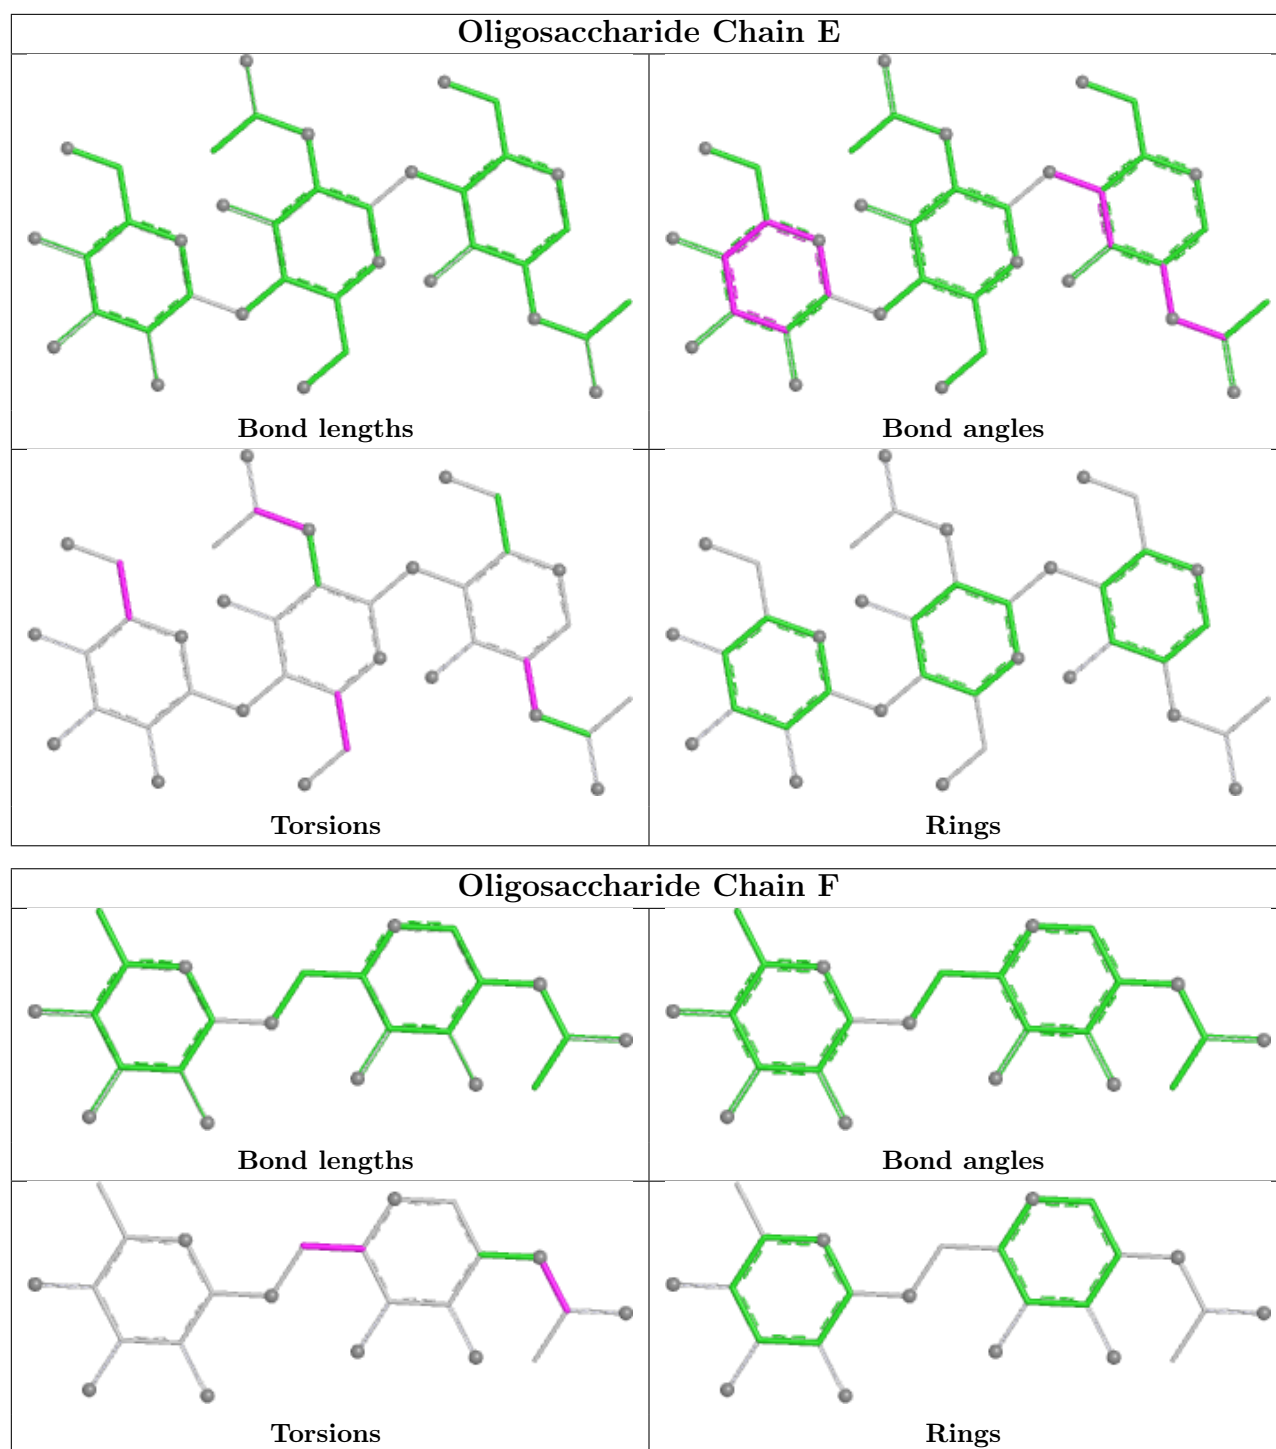 Oligosaccharide Chain E
Bond lengths
Bond angles
Torsions
Rings
Oligosaccharide Chain F
Bond lengths
Bond angles
Torsions
Rings